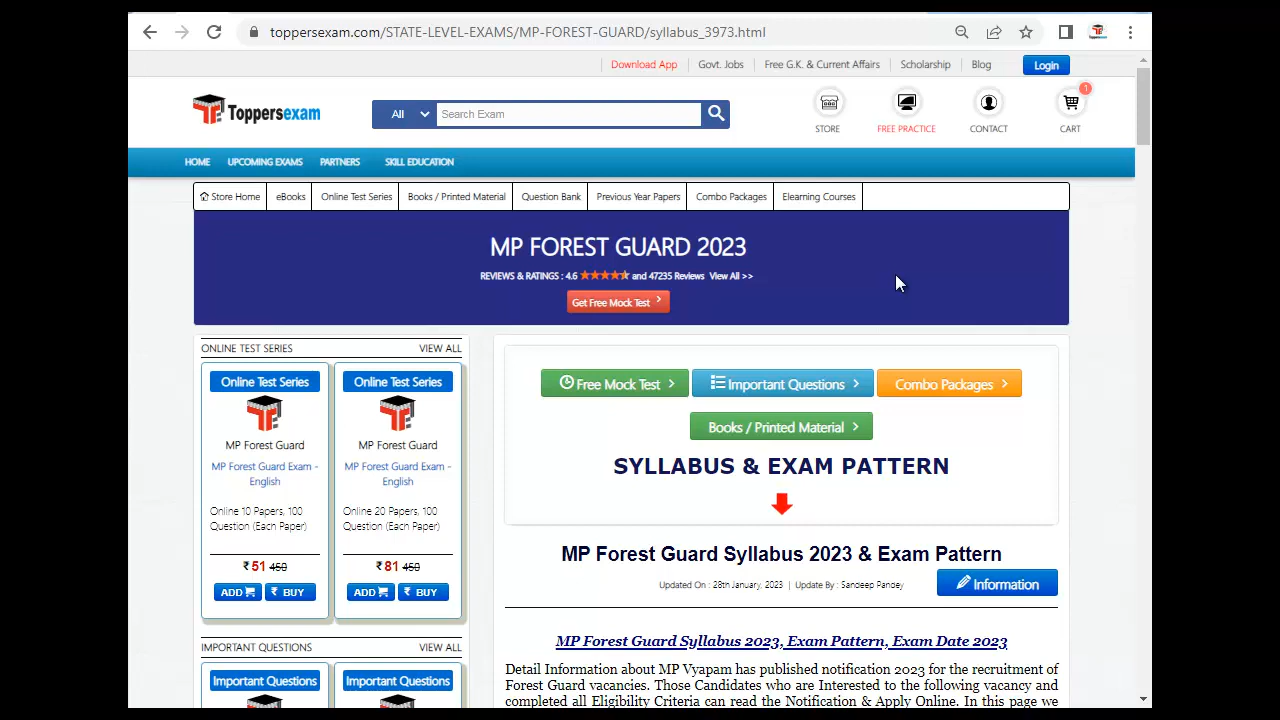 toppersexam.com/STATE-LEVEL-EXAMS/MP-FOREST-GUARD/syllabus_3973.html
Download App Govt. Jobs Free G.K. & Current Affairs Scholarship Blog Login
Toppersexam All Search Exam
1
STORE FREE PRACTICE CONTACT CART
HOME UPCOMING EXAMS PARTNERS SKILL EDUCATION
Store Home eBooks Online Test Series Books / Printed Material Question Bank Previous Year Papers Combo Packages Elearning Courses
MP FOREST GUARD 2023
REVIEWS & RATINGS : 4.6 ★★★★★ and 47235 Reviews View All >>
Get Free Mock Test >
ONLINE TEST SERIES VIEW ALL
Online Test Series
MP Forest Guard
MP Forest Guard Exam -
English
Online 10 Papers, 100
Question (Each Paper)
₹ 51 450
ADD ₹ BUY
Online Test Series
MP Forest Guard
MP Forest Guard Exam -
English
Online 20 Papers, 100
Question (Each Paper)
₹ 81 450
ADD ₹ BUY
IMPORTANT QUESTIONS VIEW ALL
Important Questions Important Questions
Free Mock Test > Important Questions > Combo Packages >
Books / Printed Material >
SYLLABUS & EXAM PATTERN
MP Forest Guard Syllabus 2023 & Exam Pattern
Updated On : 28th January, 2023 | Update By : Sandeep Pandey
Information
MP Forest Guard Syllabus 2023, Exam Pattern, Exam Date 2023
Detail Information about MP Vyapam has published notification 2023 for the recruitment of
Forest Guard vacancies. Those Candidates who are Interested to the following vacancy and
completed all Eligibility Criteria can read the Notification & Apply Online. In this page we